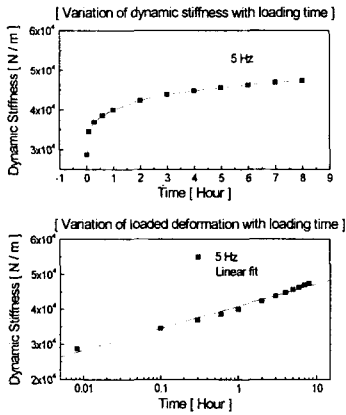 [ Variation of dynamic stiffness with loading time ]
Dynamic Stiffness [ N / m ]
6x10⁴
5x10⁴
4x10⁴
3x10⁴
5 Hz
-1 0 1 2 3 4 5 6 7 8 9
Time [ Hour ]
[ Variation of loaded deformation with loading time ]
Dynamic Stiffness [ N / m ]
6x10⁴
5x10⁴
4x10⁴
3x10⁴
2x10⁴
5 Hz
Linear fit
0.01 0.1 1 10
Time [ Hour ]